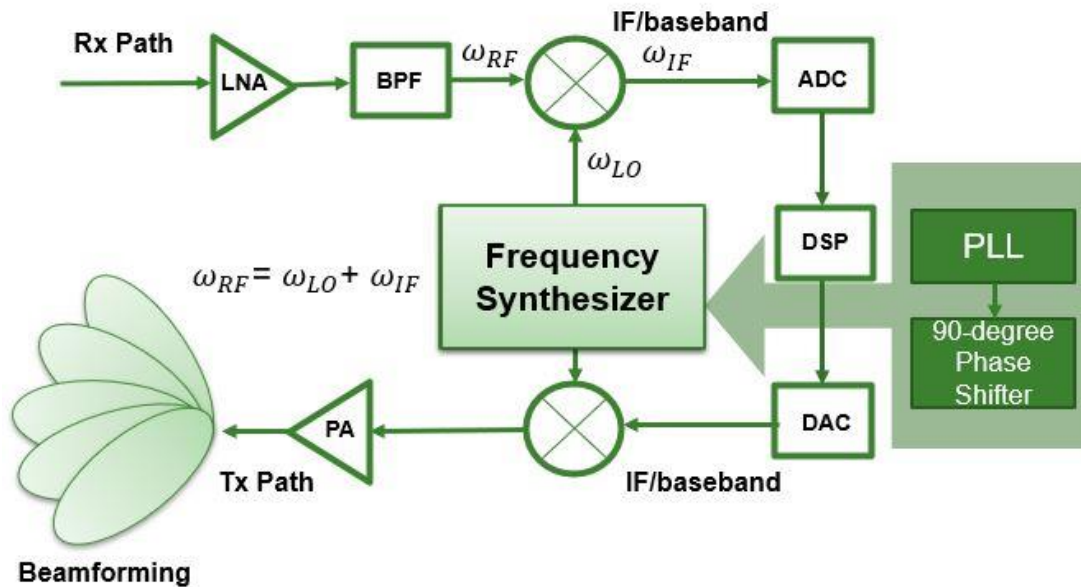 Rx Path
LNA
BPF
ω_RF
IF/baseband
ω_IF
ADC
ω_LO
ω_RF = ω_LO + ω_IF
Frequency
Synthesizer
DSP
PLL
90-degree
Phase
Shifter
PA
DAC
Tx Path
IF/baseband
Beamforming